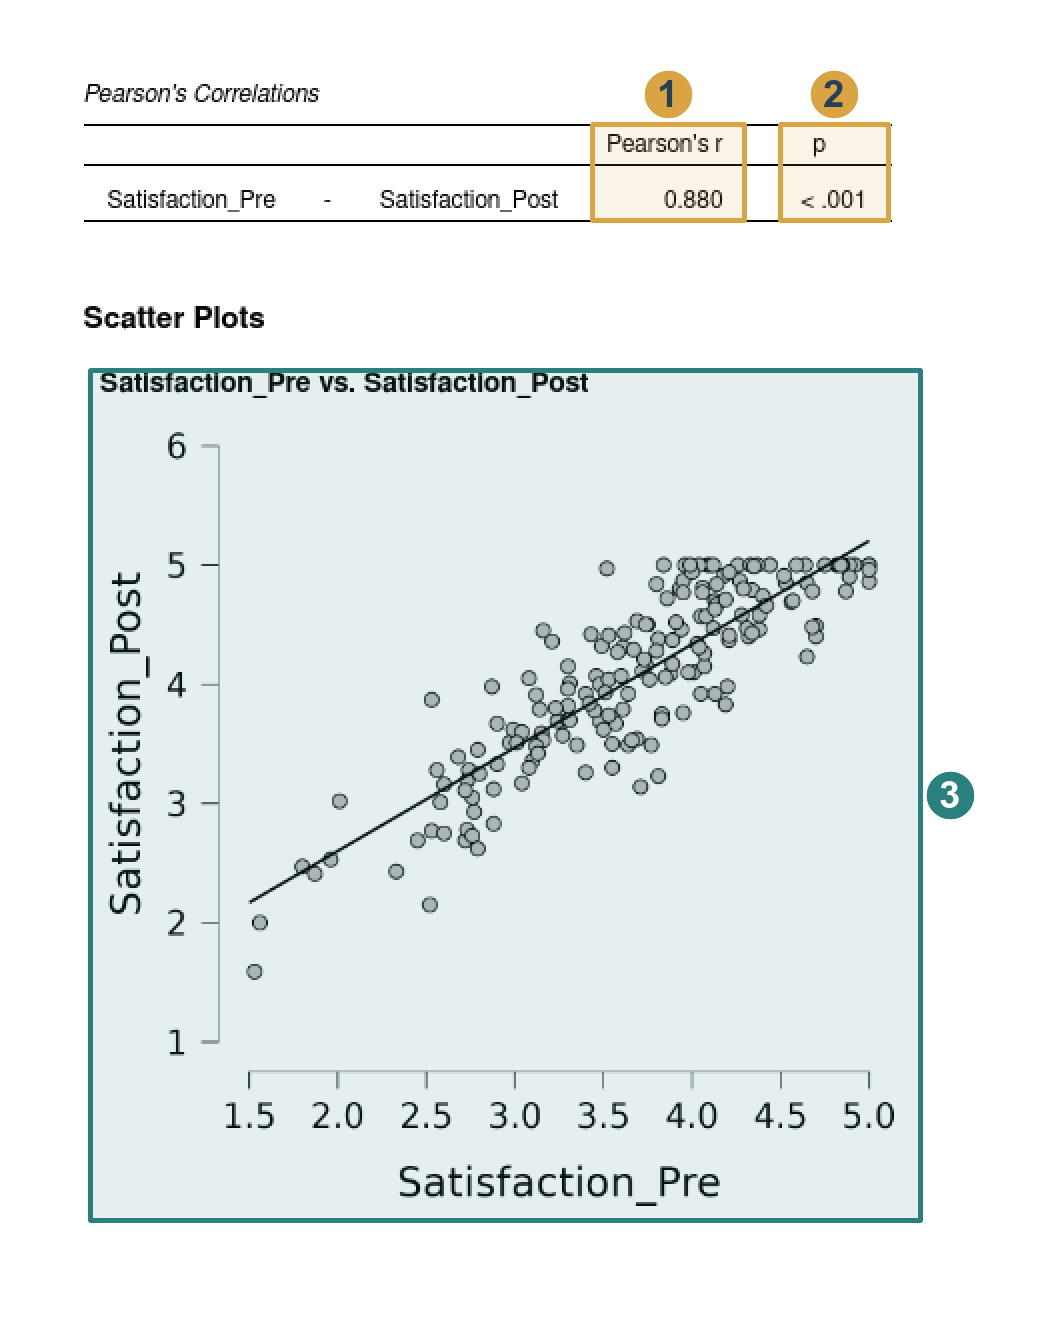 Pearson's Correlations
1
2
Pearson's r p
Satisfaction_Pre - Satisfaction_Post 0.880 < .001
Scatter Plots
Satisfaction_Pre vs. Satisfaction_Post
6
5
4
3
2
1
Satisfaction_Post
3
1.5 2.0 2.5 3.0 3.5 4.0 4.5 5.0
Satisfaction_Pre